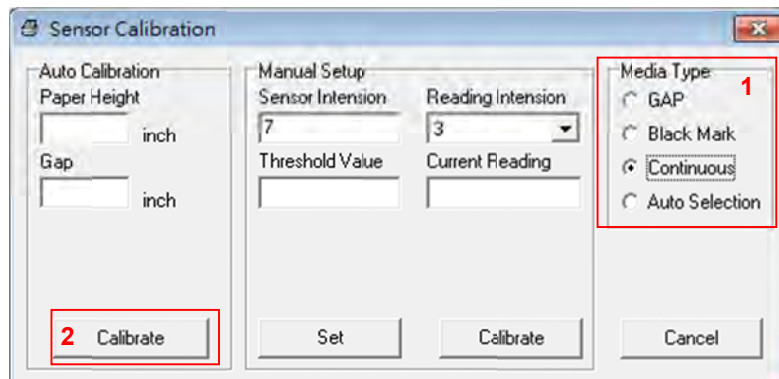 Sensor Calibration
Auto Calibration
Paper Height
inch
Gap
inch
2 Calibrate
Manual Setup
Sensor Intension Reading Intension
7 3
Threshold Value Current Reading
Set Calibrate
Media Type
1
GAP
Black Mark
Continuous
Auto Selection
Cancel